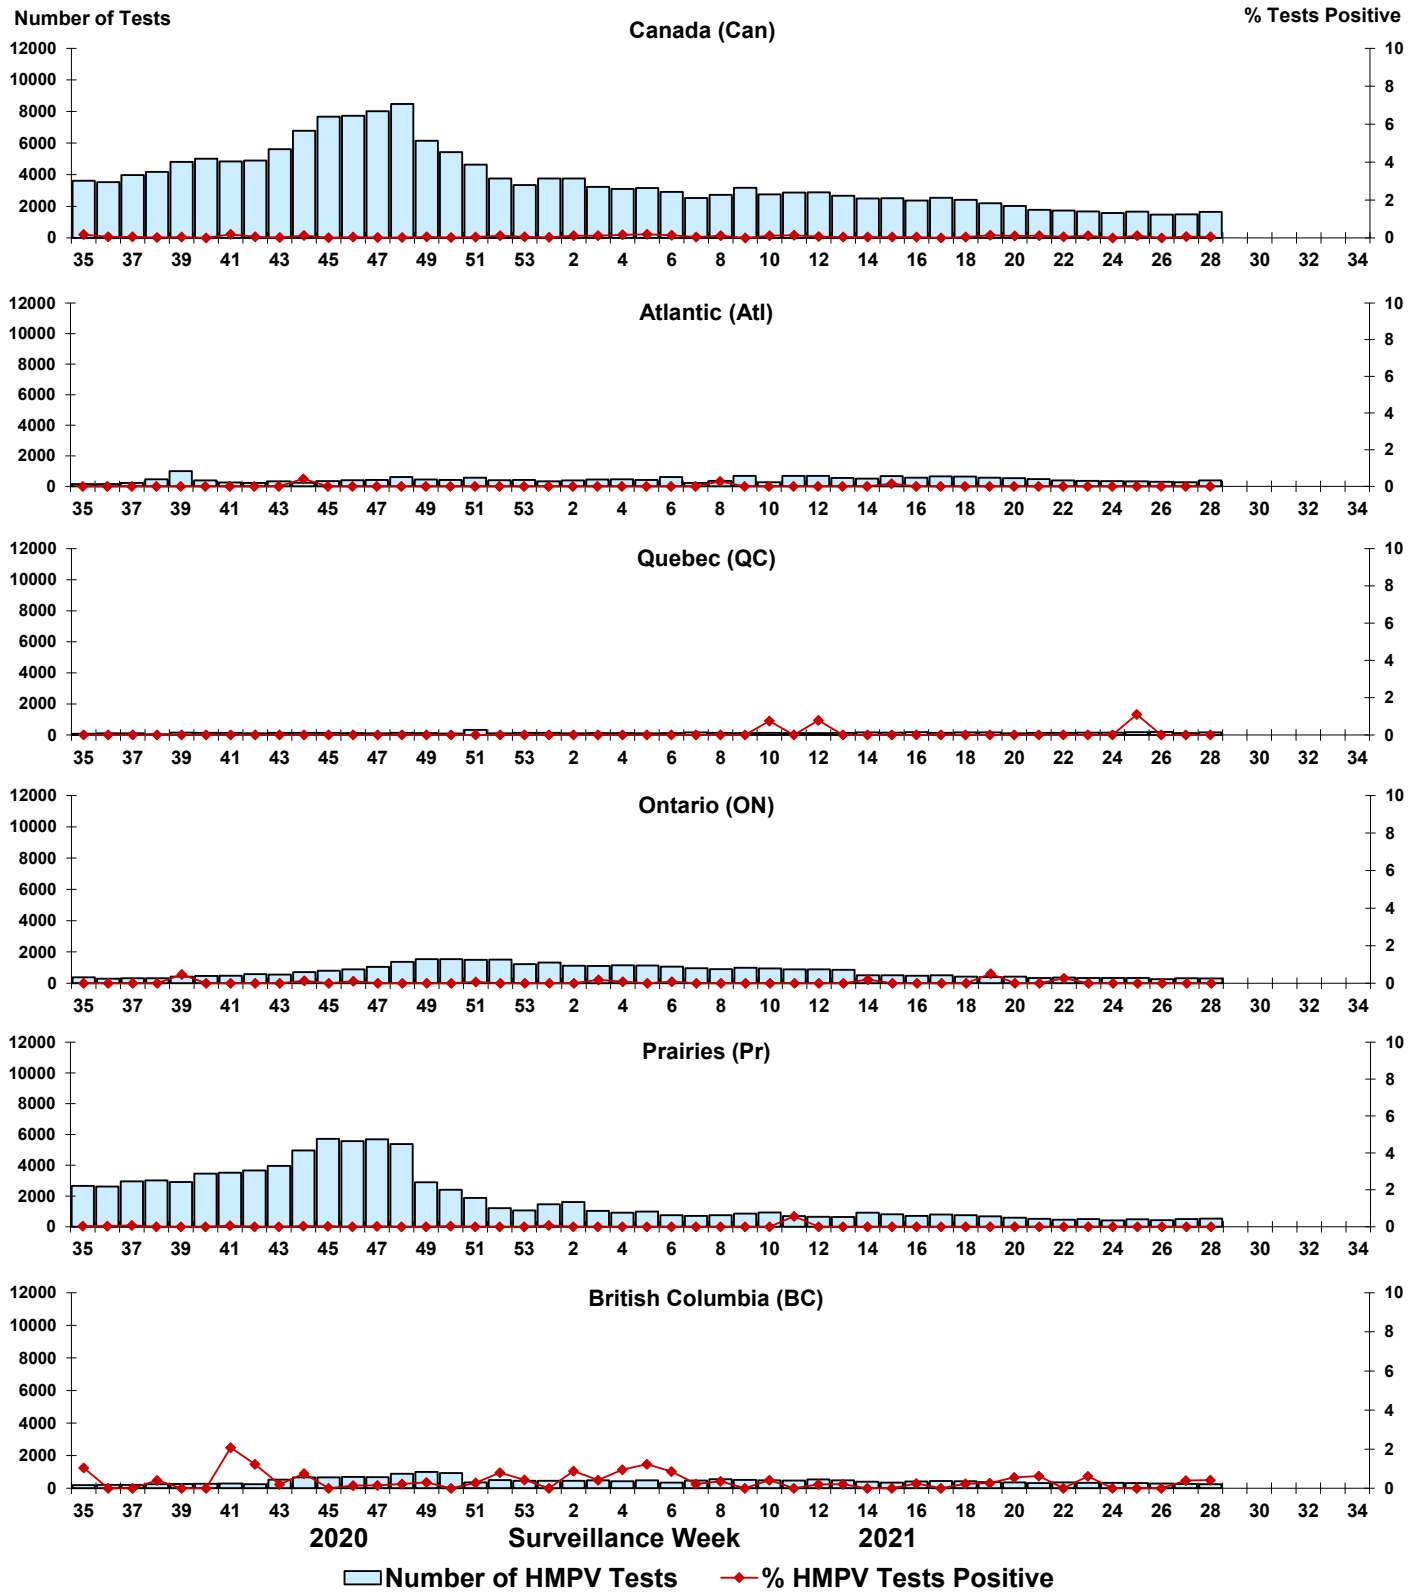 Number of Tests % Tests Positive
Canada (Can)
12000 10
10000 8
8000 6
6000 4
4000 2
2000 0
0
35 37 39 41 43 45 47 49 51 53 2 4 6 8 10 12 14 16 18 20 22 24 26 28 30 32 34
Atlantic (Atl)
12000 10
10000 8
8000 6
6000 4
4000 2
2000 0
0
35 37 39 41 43 45 47 49 51 53 2 4 6 8 10 12 14 16 18 20 22 24 26 28 30 32 34
Quebec (QC)
12000 10
10000 8
8000 6
6000 4
4000 2
2000 0
0
35 37 39 41 43 45 47 49 51 53 2 4 6 8 10 12 14 16 18 20 22 24 26 28 30 32 34
Ontario (ON)
12000 10
10000 8
8000 6
6000 4
4000 2
2000 0
0
35 37 39 41 43 45 47 49 51 53 2 4 6 8 10 12 14 16 18 20 22 24 26 28 30 32 34
Prairies (Pr)
12000 10
10000 8
8000 6
6000 4
4000 2
2000 0
0
35 37 39 41 43 45 47 49 51 53 2 4 6 8 10 12 14 16 18 20 22 24 26 28 30 32 34
British Columbia (BC)
12000 10
10000 8
8000 6
6000 4
4000 2
2000 0
0
35 37 39 41 43 45 47 49 51 53 2 4 6 8 10 12 14 16 18 20 22 24 26 28 30 32 34
2020 Surveillance Week 2021
Number of HMPV Tests % HMPV Tests Positive